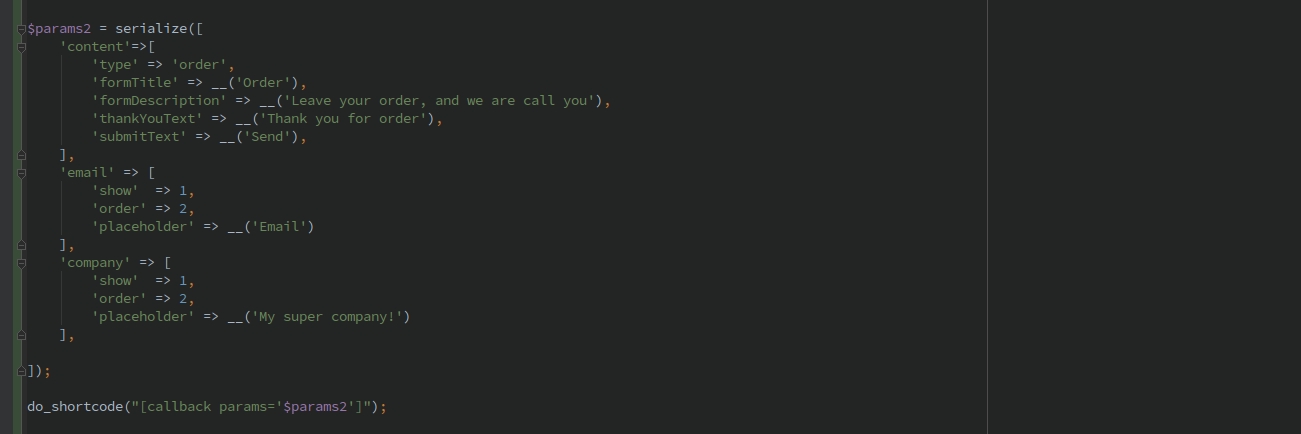 $params2 = serialize([
    'content'=>[
        'type' => 'order',
        'formTitle' => __('Order'),
        'formDescription' => __('Leave your order, and we are call you'),
        'thankYouText' => __('Thank you for order'),
        'submitText' => __('Send'),
    ],
    'email' => [
        'show'  => 1,
        'order' => 2,
        'placeholder' => __('Email')
    ],
    'company' => [
        'show'  => 1,
        'order' => 2,
        'placeholder' => __('My super company!')
    ],
]);
do_shortcode("[callback params='$params2']");